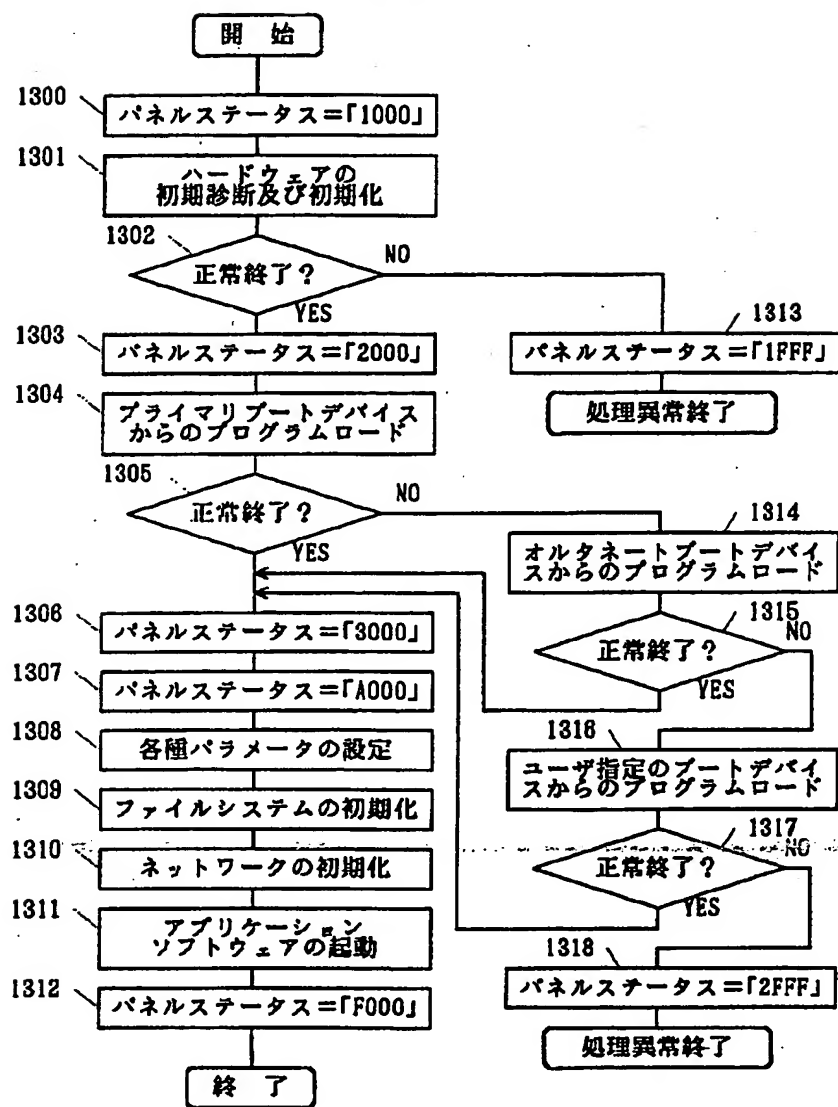 開 始
1300
パネルステータス=「1000」
1301
ハードウェアの
初期診断及び初期化
1302
正常終了?
NO
YES
1303
パネルステータス=「2000」
1313
パネルステータス=「1FFF」
処理異常終了
1304
プライマリブートデバイス
からのプログラムロード
1305
正常終了?
NO
YES
1314
オルタネートブートデバイ
スからのプログラムロード
1315
正常終了?
NO
YES
1306
パネルステータス=「3000」
1307
パネルステータス=「A000」
1308
各種パラメータの設定
1316
ユーザ指定のブートデバイ
スからのプログラムロード
1309
ファイルシステムの初期化
1310
ネットワークの初期化
1317
正常終了?
NO
YES
1311
アプリケーション
ソフトウェアの起動
1312
パネルステータス=「F000」
1318
パネルステータス=「2FFF」
処理異常終了
終 了